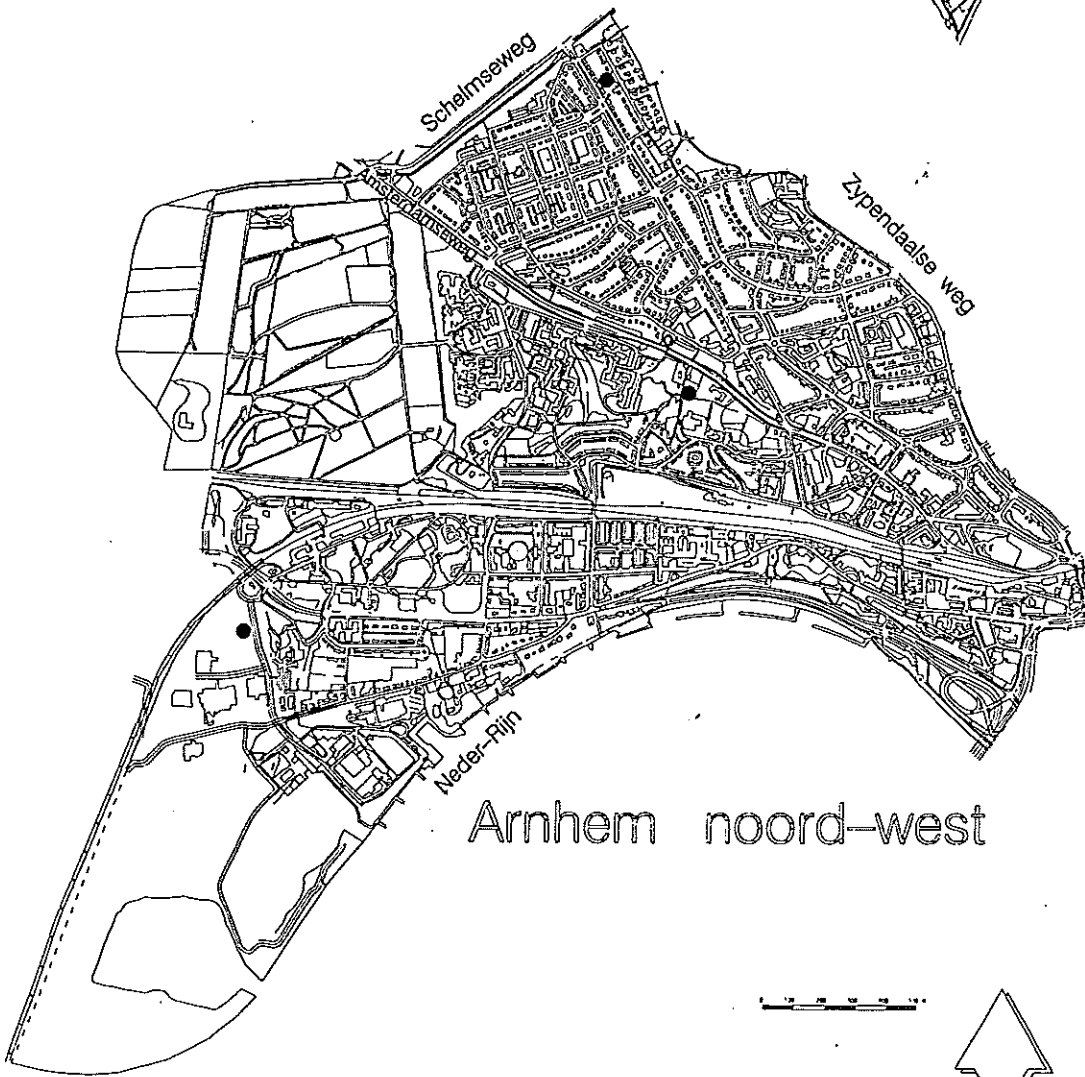 Schelmseweg
Amsterdamseweg
Zypendaalse weg
Neder-Rijn
Arnhem noord-west